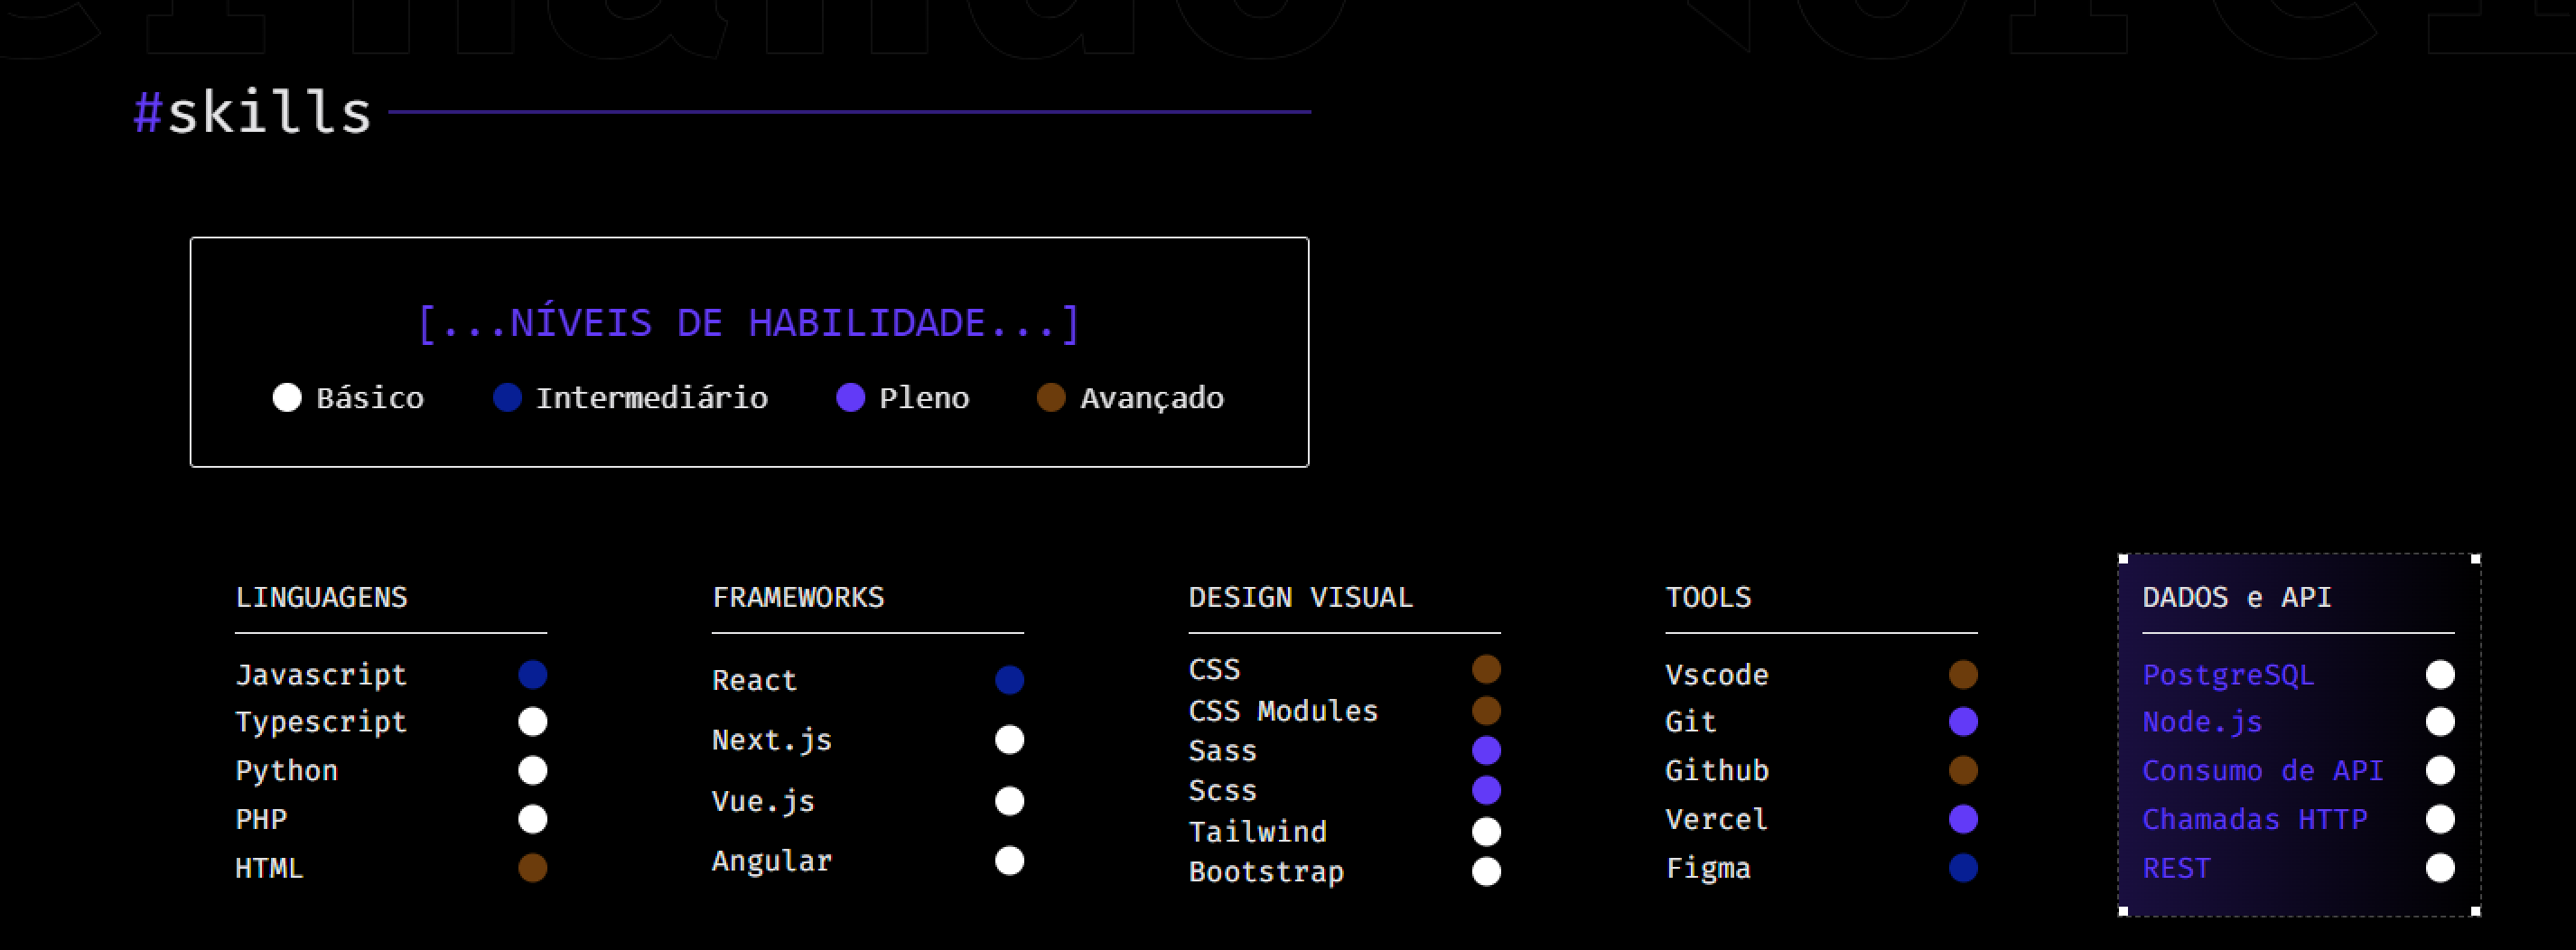 #skills
[...NÍVEIS DE HABILIDADE...]
Básico Intermediário Pleno Avançado
LINGUAGENS
Javascript
Typescript
Python
PHP
HTML
FRAMEWORKS
React
Next.js
Vue.js
Angular
DESIGN VISUAL
CSS
CSS Modules
Sass
Scss
Tailwind
Bootstrap
TOOLS
Vscode
Git
Github
Vercel
Figma
DADOS e API
PostgreSQL
Node.js
Consumo de API
Chamadas HTTP
REST